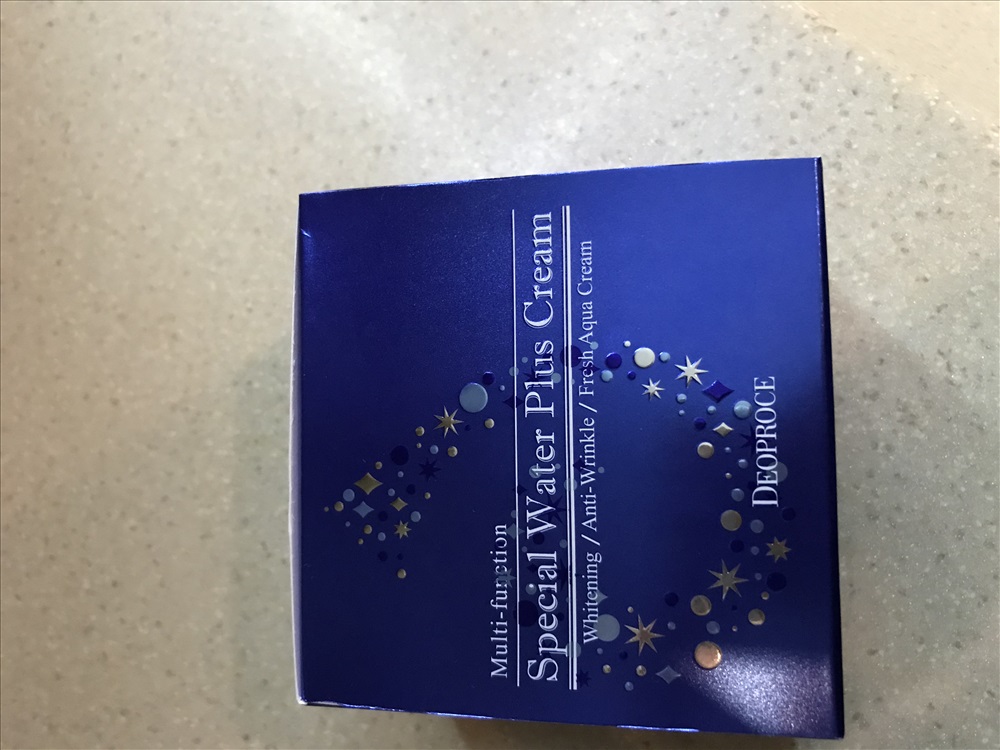 Multi-function
Special Water Plus Cream
Whitening / Anti-Wrinkle / Fresh Aqua Cream
DEOPROCE